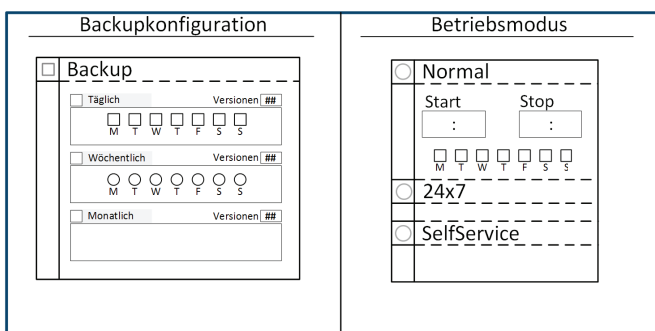 Backupkonfiguration
Backup
Täglich Versionen ##
M T W T F S S
Wöchentlich Versionen ##
M T W T F S S
Monatlich Versionen ##
Betriebsmodus
Normal
Start Stop
: :
M T W T F S S
24x7
SelfService